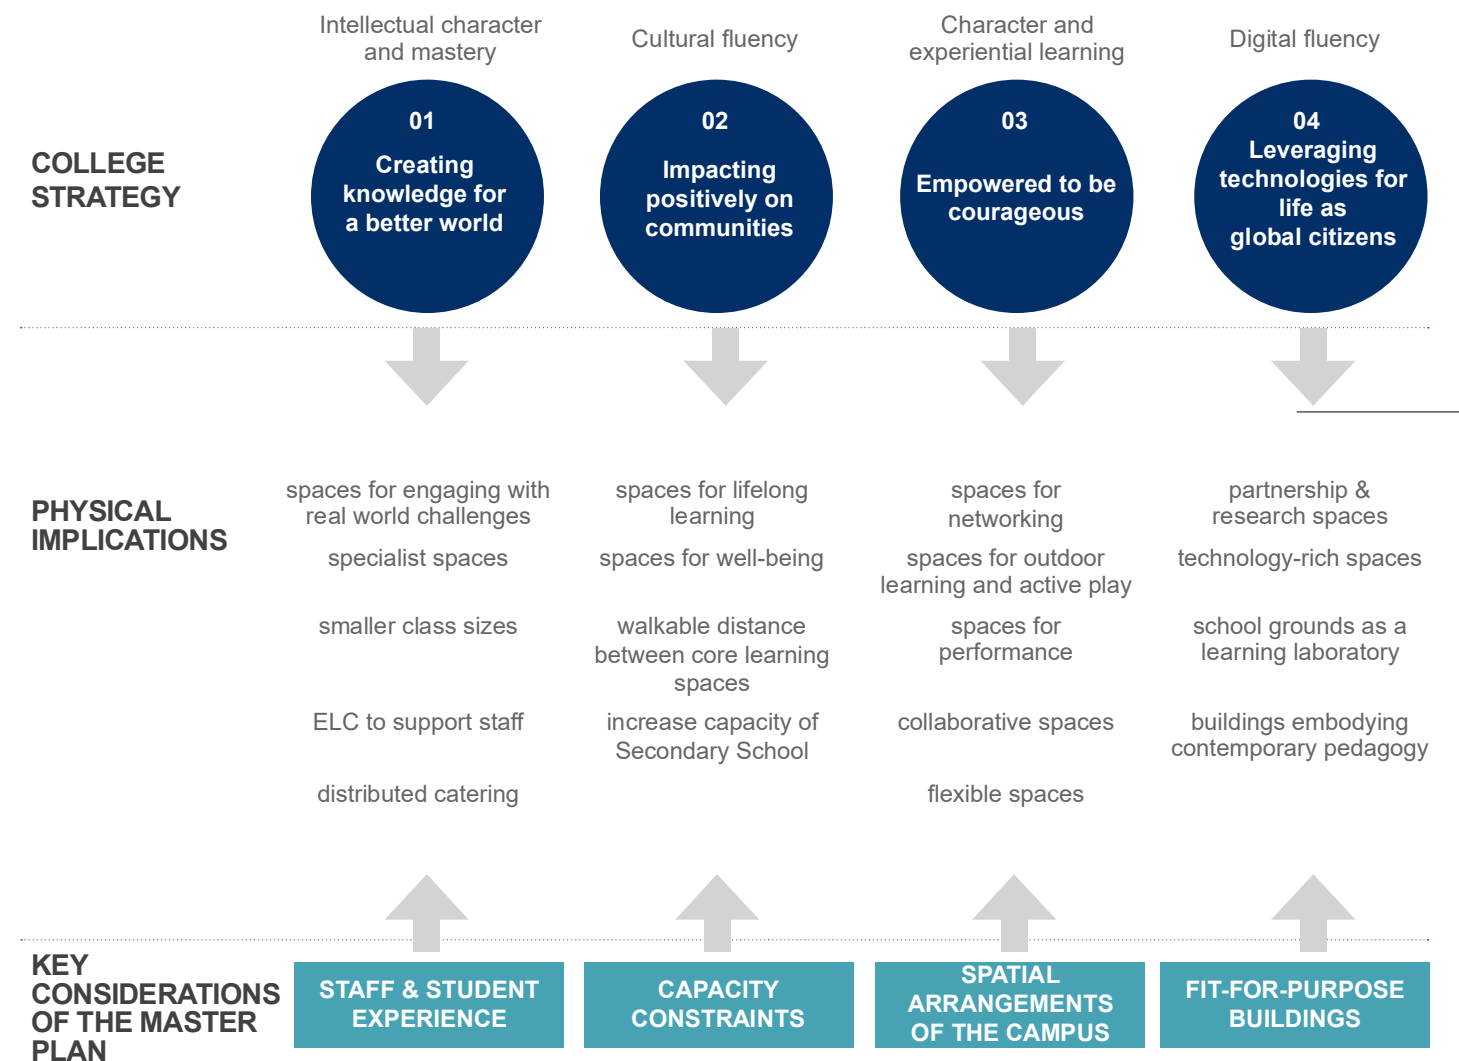 Intellectual character
and mastery
Cultural fluency
Character and
experiential learning
Digital fluency
COLLEGE
STRATEGY
01
Creating
knowledge for
a better world
02
Impacting
positively on
communities
03
Empowered to be
courageous
04
Leveraging
technologies for
life as
global citizens
PHYSICAL
IMPLICATIONS
spaces for engaging with
real world challenges
specialist spaces
smaller class sizes
ELC to support staff
distributed catering
spaces for lifelong
learning
spaces for well-being
walkable distance
between core learning
spaces
increase capacity of
Secondary School
spaces for
networking
spaces for outdoor
learning and active play
spaces for
performance
collaborative spaces
flexible spaces
partnership &
research spaces
technology-rich spaces
school grounds as a
learning laboratory
buildings embodying
contemporary pedagogy
KEY
CONSIDERATIONS
OF THE MASTER
PLAN
STAFF & STUDENT
EXPERIENCE
CAPACITY
CONSTRAINTS
SPATIAL
ARRANGEMENTS
OF THE CAMPUS
FIT-FOR-PURPOSE
BUILDINGS